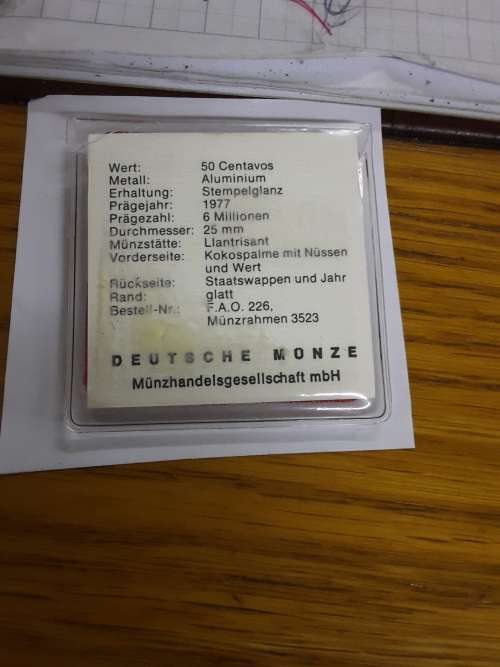 Wert: 50 Centavos
Metall: Aluminium
Erhaltung: Stempelglanz
Prägejahr: 1977
Prägezahl: 6 Millionen
Durchmesser: 25 mm
Münzstätte: Llantrisant
Vorderseite: Kokospalme mit Nüssen
und Wert
Rückseite: Staatswappen und Jahr
Rand: glatt
Bestell-Nr.: F.A.O. 226,
Münzrahmen 3523
DEUTSCHE MÜNZE
Münzhandelsgesellschaft mbH